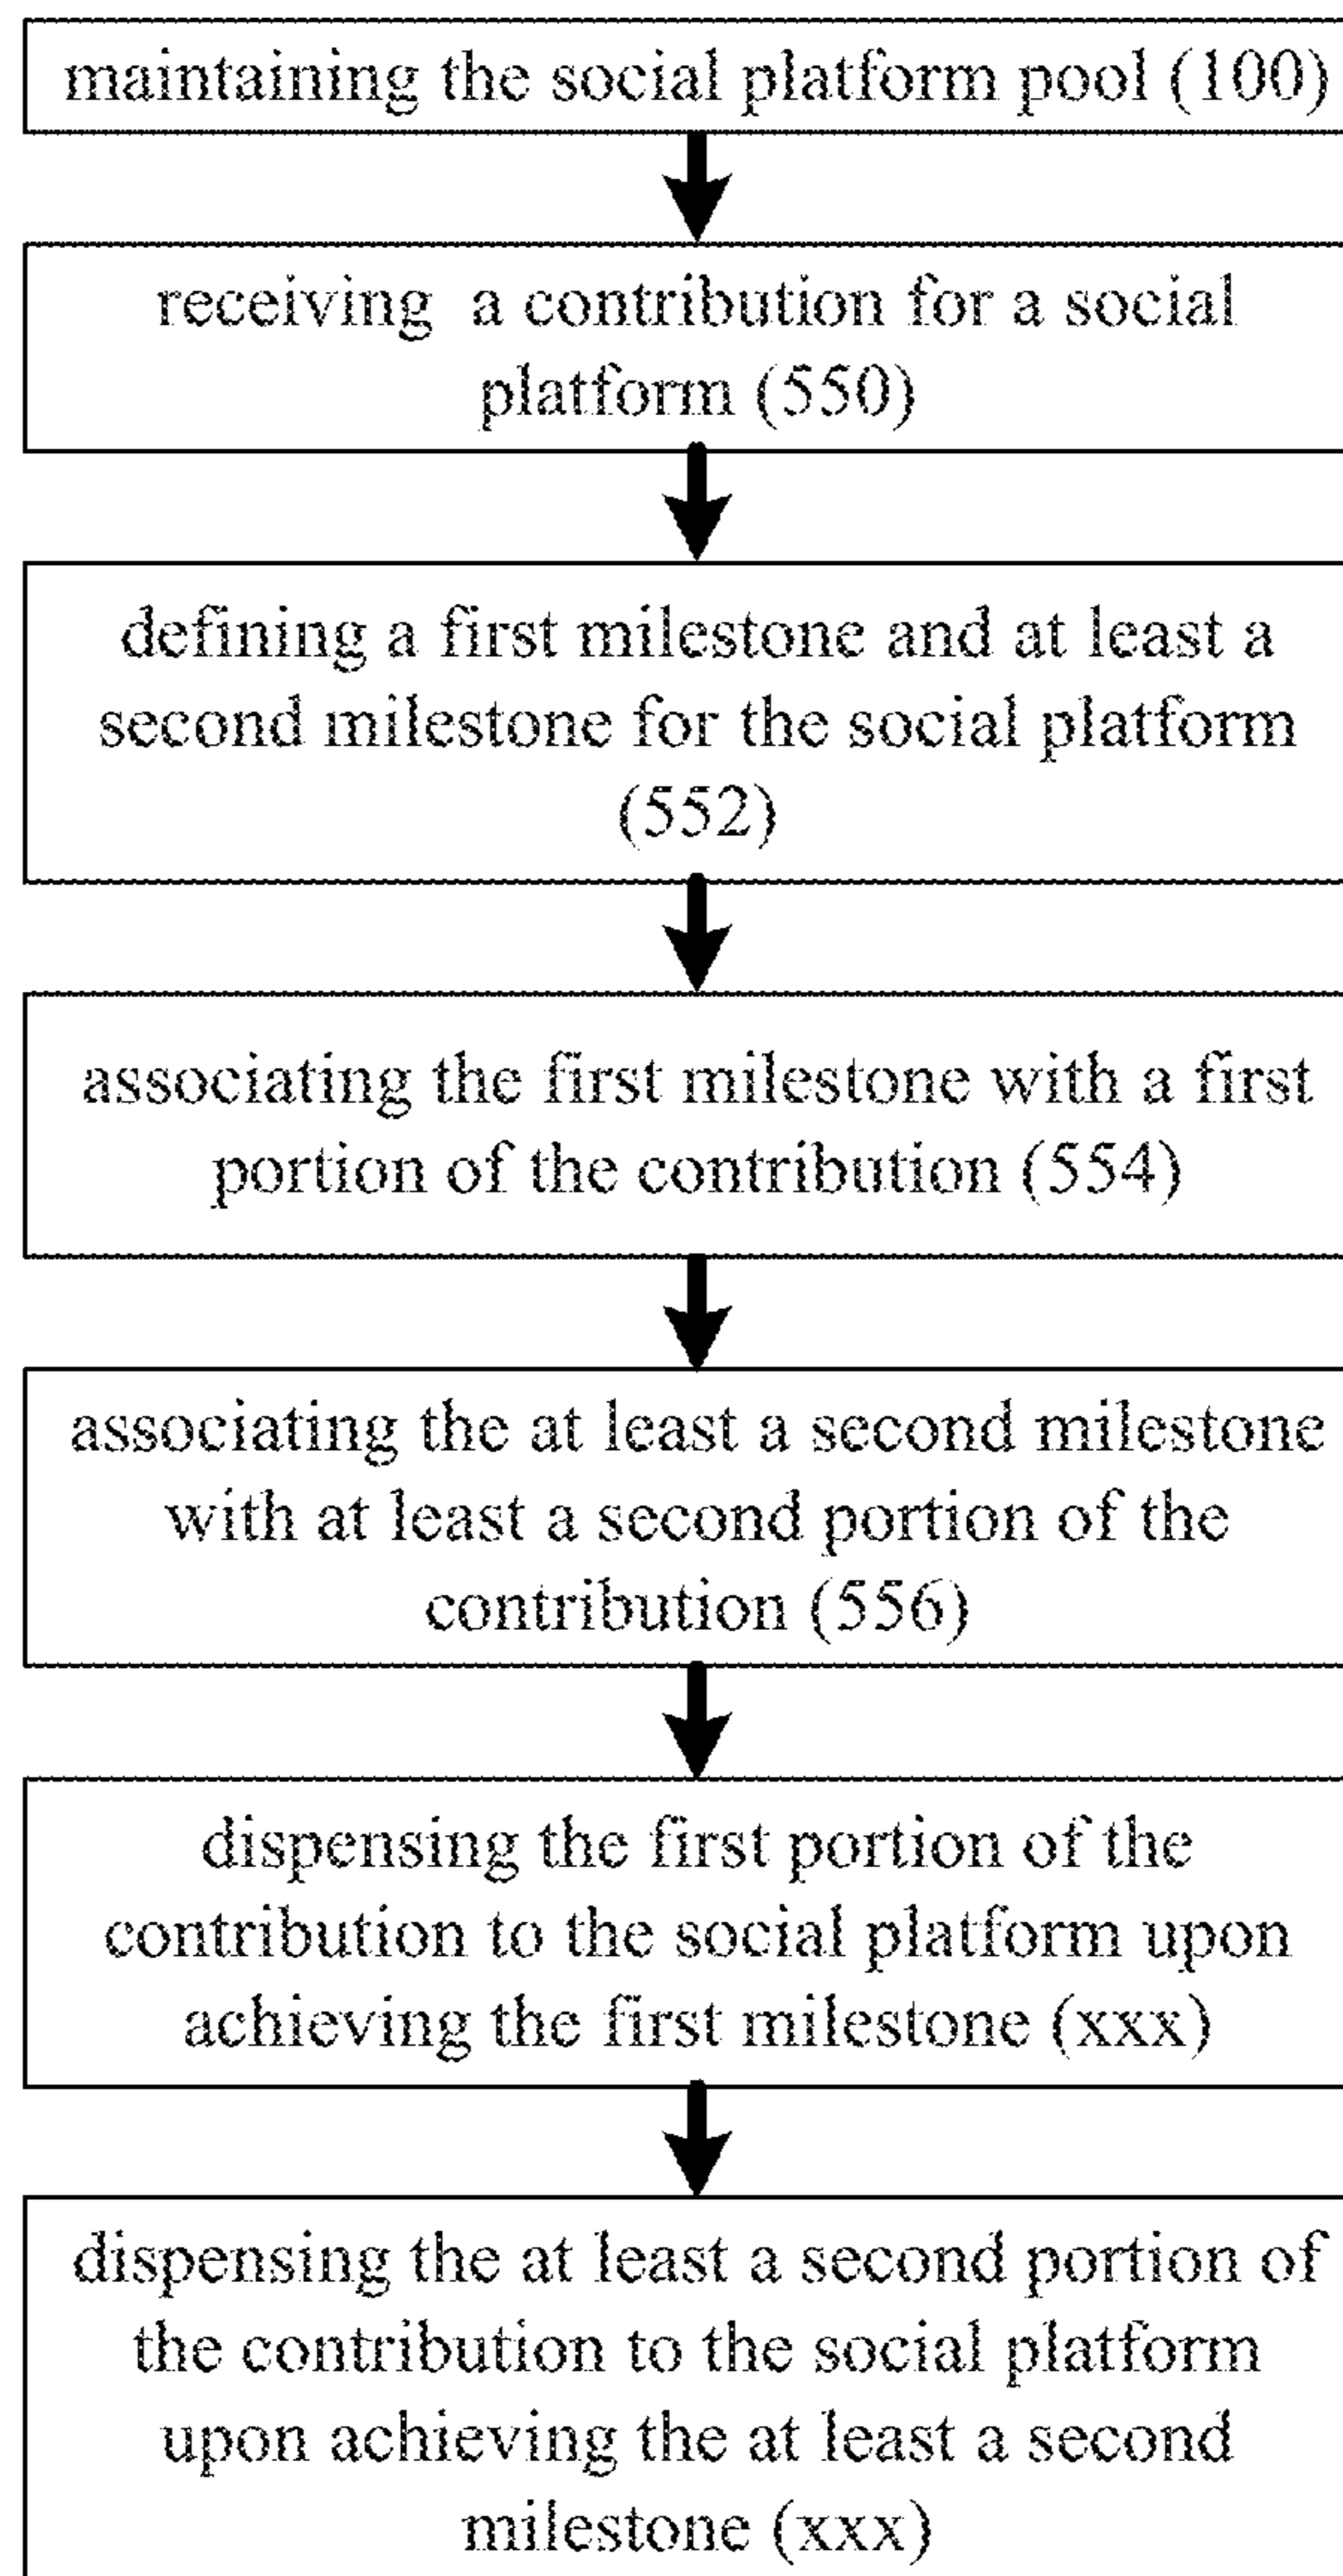 maintaining the social platform pool (100)
receiving a contribution for a social
platform (550)
defining a first milestone and at least a
second milestone for the social platform
(552)
associating the first milestone with a first
portion of the contribution (554)
associating the at least a second milestone
with at least a second portion of the
contribution (556)
dispensing the first portion of the
contribution to the social platform upon
achieving the first milestone (xxx)
dispensing the at least a second portion of
the contribution to the social platform
upon achieving the at least a second
milestone (xxx)